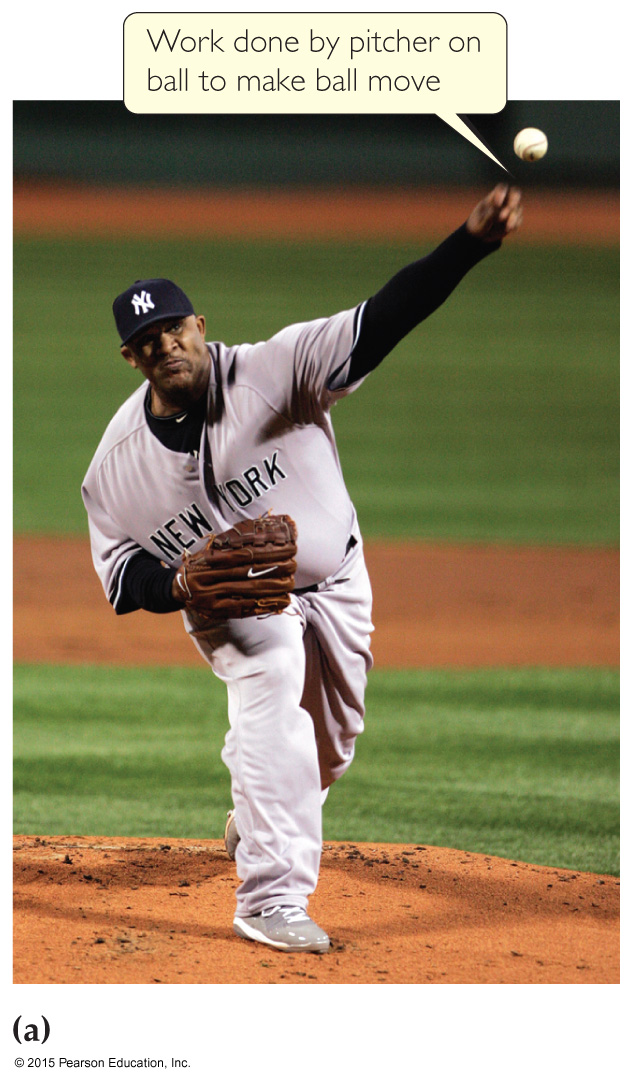 Work done by pitcher on
ball to make ball move
NY
NEW YORK
(a)
© 2015 Pearson Education, Inc.